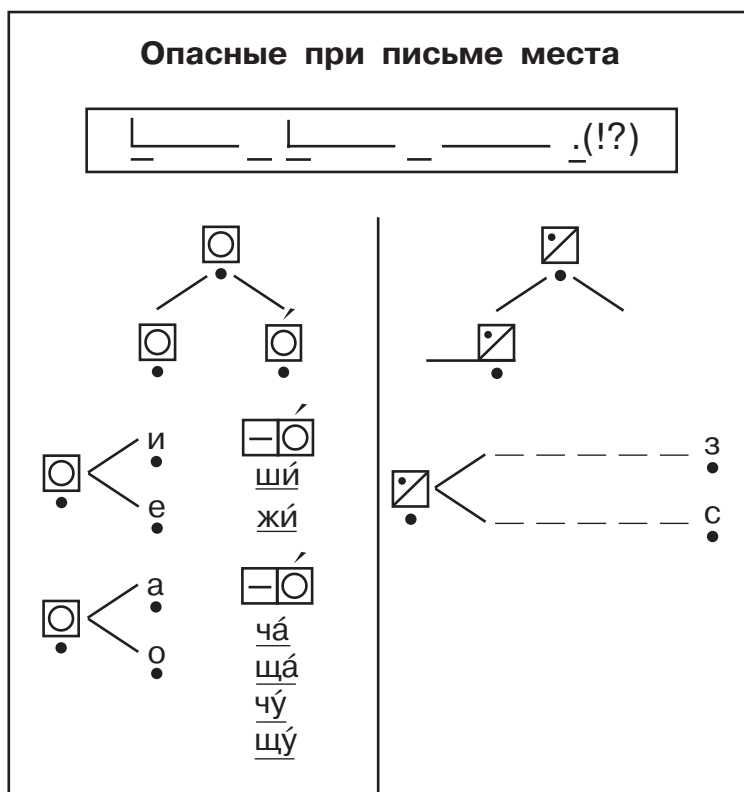 Опасные при письме места
.(!?)
и
е
ши́
жи́
а
о
ча́
ща́
чу́
щу́
з
с